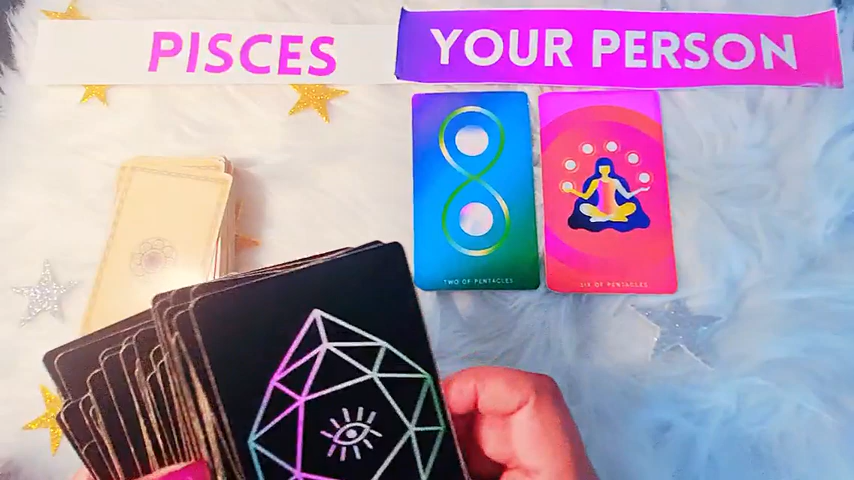 PISCES
YOUR PERSON
TWO OF PENTACLES
SIX OF PENTACLES